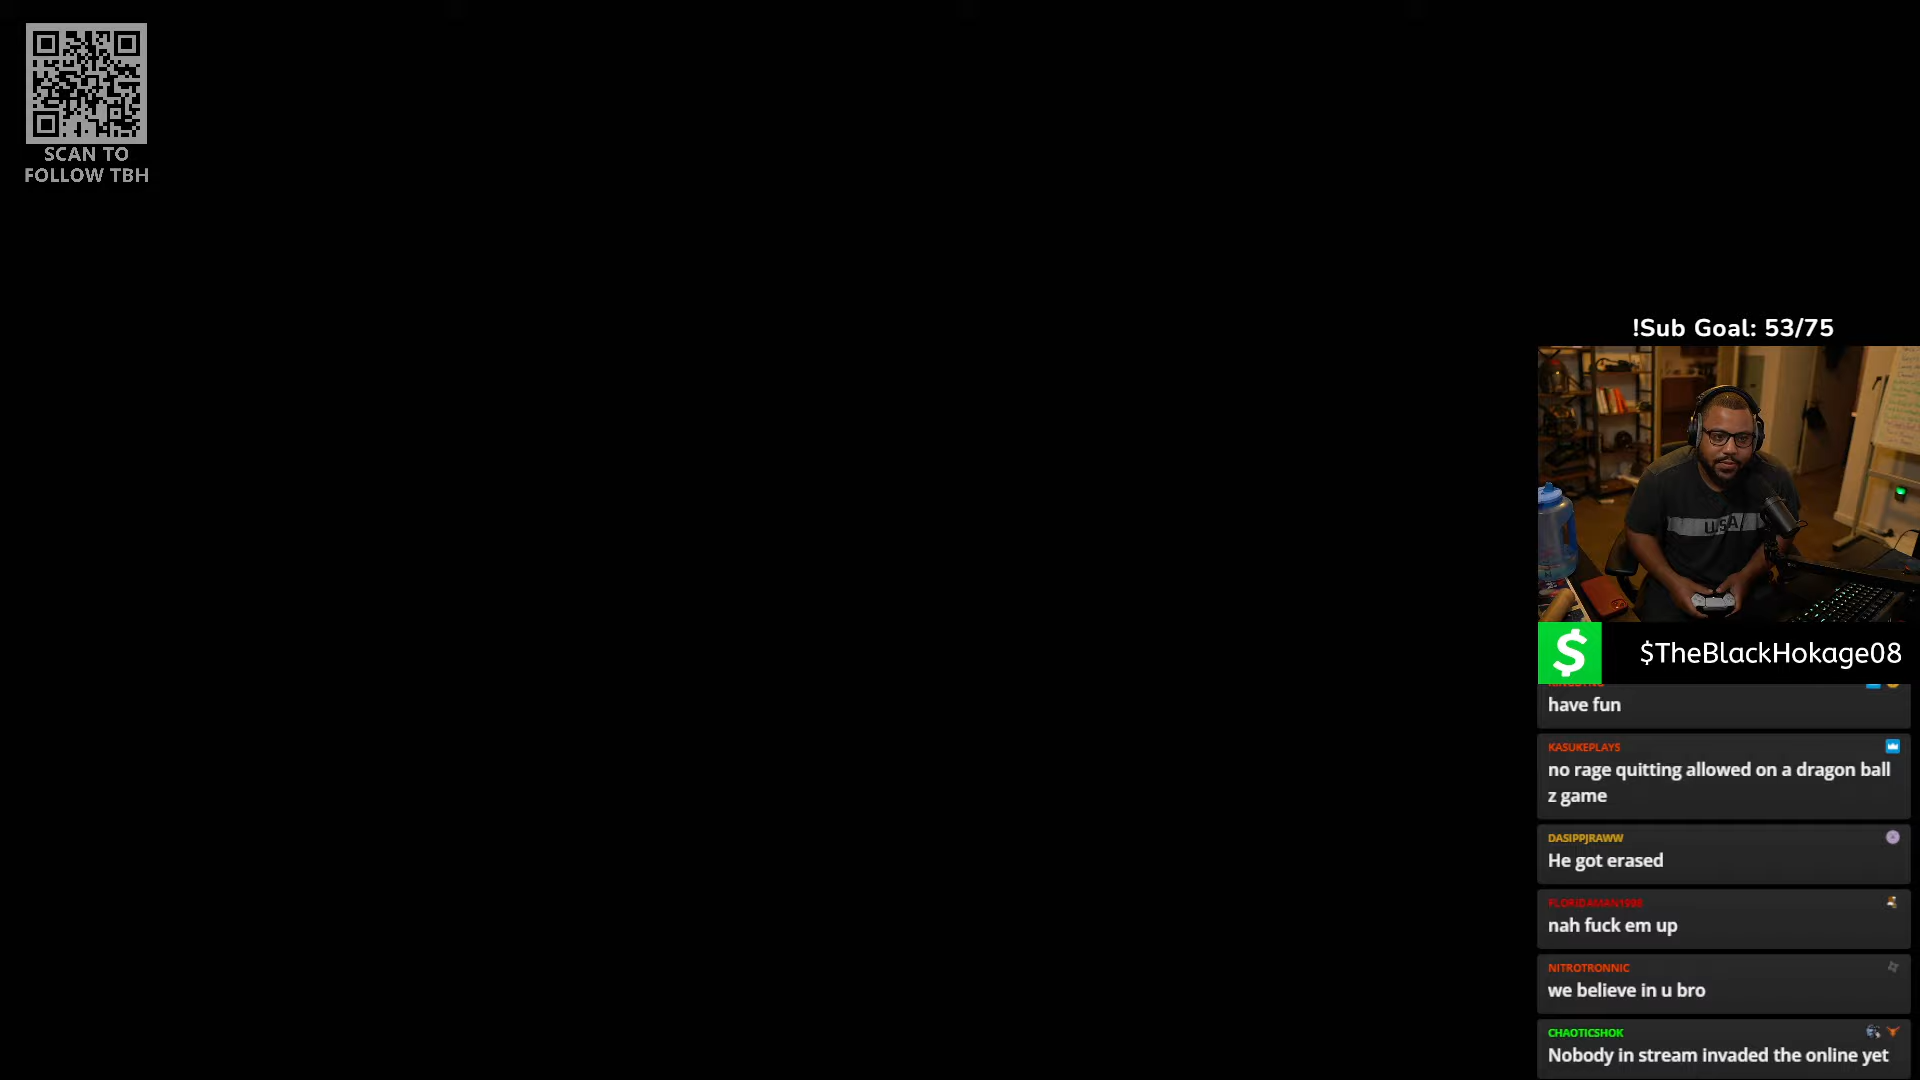 SCAN TO
FOLLOW TBH
!Sub Goal: 53/75
USA
$
$TheBlackHokage08
have fun
KASUKEPLAYS
no rage quitting allowed on a dragon ball
z game
DASIPPJRAWW
He got erased
FLORIDAMAN1998
nah fuck em up
NITROTRONNIC
we believe in u bro
CHAOTICSHOK
Nobody in stream invaded the online yet